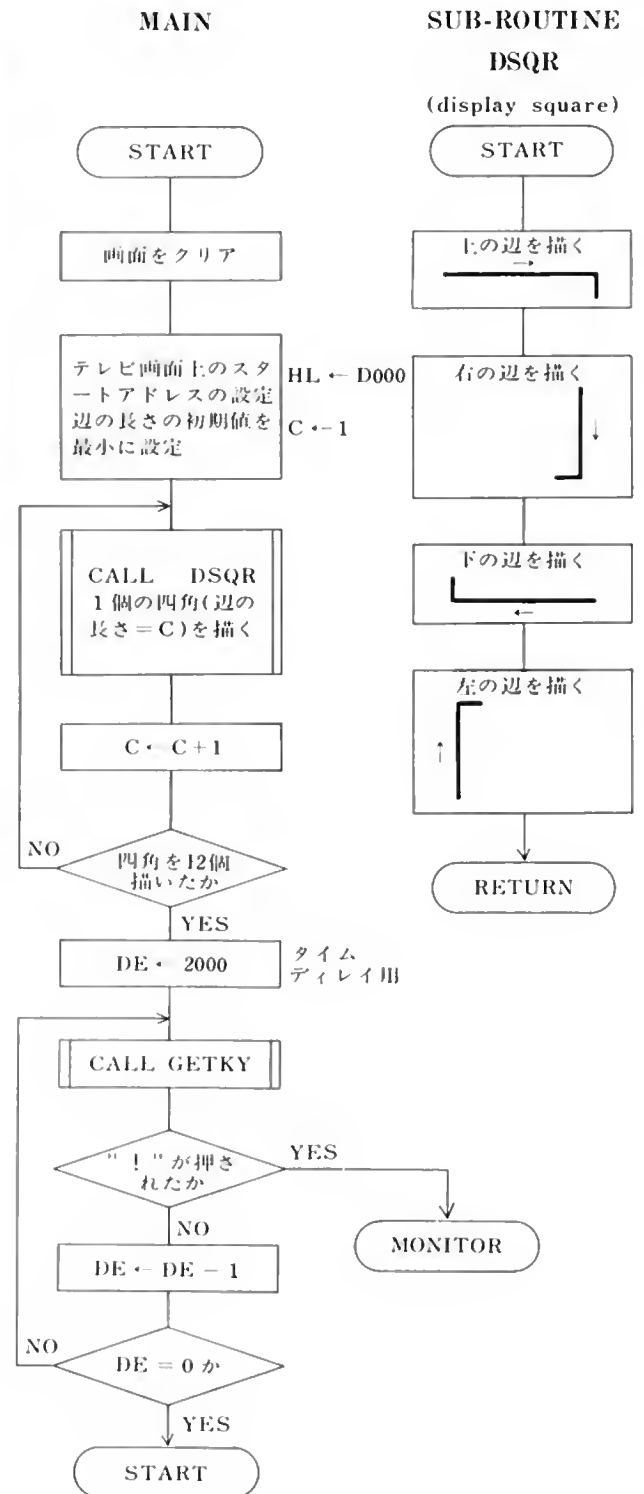 MAIN
START
画面をクリア
テレビ画面上のスタ
ートアドレスの設定
辺の長さの初期値を
最小に設定
HL ← D000
C ← 1
CALL DSQR
1個の四角(辺の
長さ=C)を描く
C ← C + 1
四角を12個
描いたか
NO
YES
DE ← 2000
タイム
ディレイ用
CALL GETKY
"！"が押さ
れたか
YES
MONITOR
NO
DE ← DE − 1
DE = 0 か
NO
YES
START
SUB-ROUTINE
DSQR
(display square)
START
上の辺を描く
→
右の辺を描く
↓
下の辺を描く
←
左の辺を描く
↑
RETURN